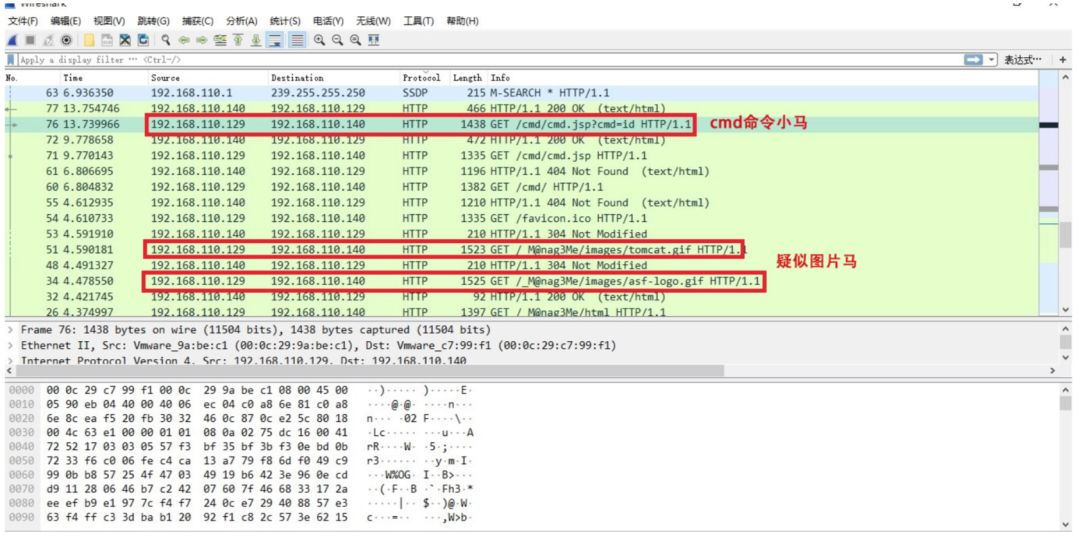 Wireshark
文件(F) 编辑(E) 视图(V) 跳转(G) 捕获(C) 分析(A) 统计(S) 电话(Y) 无线(W) 工具(T) 帮助(H)
Apply a display filter … <Ctrl-/> 表达式… +
No. Time Source Destination Protocol Length Info
63 6.936350 192.168.110.1 239.255.255.250 SSDP 215 M-SEARCH * HTTP/1.1
77 13.754746 192.168.110.140 192.168.110.129 HTTP 466 HTTP/1.1 200 OK (text/html)
76 13.739966 192.168.110.129 192.168.110.140 HTTP 1438 GET /cmd/cmd.jsp?cmd=id HTTP/1.1 cmd命令小马
72 9.778658 192.168.110.140 192.168.110.129 HTTP 472 HTTP/1.1 200 OK (text/html)
71 9.770143 192.168.110.129 192.168.110.140 HTTP 1335 GET /cmd/cmd.jsp HTTP/1.1
61 6.806695 192.168.110.140 192.168.110.129 HTTP 1196 HTTP/1.1 404 Not Found (text/html)
60 6.804832 192.168.110.129 192.168.110.140 HTTP 1382 GET /cmd/ HTTP/1.1
55 4.612935 192.168.110.140 192.168.110.129 HTTP 1210 HTTP/1.1 404 Not Found (text/html)
54 4.610733 192.168.110.129 192.168.110.140 HTTP 1335 GET /favicon.ico HTTP/1.1
53 4.591910 192.168.110.140 192.168.110.129 HTTP 210 HTTP/1.1 304 Not Modified
51 4.590181 192.168.110.129 192.168.110.140 HTTP 1523 GET /_M@nag3Me/images/tomcat.gif HTTP/1.1
疑似图片马
48 4.491327 192.168.110.140 192.168.110.129 HTTP 210 HTTP/1.1 304 Not Modified
34 4.478550 192.168.110.129 192.168.110.140 HTTP 1525 GET /_M@nag3Me/images/asf-logo.gif HTTP/1.1
32 4.421745 192.168.110.140 192.168.110.129 HTTP 92 HTTP/1.1 200 OK (text/html)
26 4.374997 192.168.110.129 192.168.110.140 HTTP 1397 GET /_M@nag3Me/html HTTP/1.1
Frame 76: 1438 bytes on wire (11504 bits), 1438 bytes captured (11504 bits)
Ethernet II, Src: Vmware_9a:be:c1 (00:0c:29:9a:be:c1), Dst: Vmware_c7:99:f1 (00:0c:29:c7:99:f1)
Internet Protocol Version 4, Src: 192.168.110.129, Dst: 192.168.110.140
0000 00 0c 29 c7 99 f1 00 0c 29 9a be c1 08 00 45 00 ··)····· )·····E·
0010 05 90 eb 04 40 00 40 06 ec 04 c0 a8 6e 81 c0 a8 ····@·@· ····n···
0020 6e 8c ea f5 20 fb 30 32 46 0c 87 0c e2 5c 80 18 n··· ·02 F····\··
0030 00 4c 63 e1 00 00 01 01 08 0a 02 75 dc 16 00 41 ·Lc····· ···u···A
0040 72 52 17 03 03 05 57 f3 bf 35 bf 3b f3 0e bd 0b rR····W· ·5·;····
0050 72 33 f6 c0 06 fe c4 ca 13 a7 79 f8 6d f0 49 c9 r3······ ··y·m·I·
0060 99 0b b8 57 25 4f 47 03 49 19 b6 42 3e 96 0e cd ···W%OG· I··B>···
0070 d9 11 28 06 46 b7 c2 42 07 60 7f 46 68 33 17 2a ··(·F··B ·`·Fh3·*
0080 ee ef b9 e1 97 7c f4 f7 24 0c e7 29 40 88 57 e3 ·····|·· $··)@·W·
0090 63 f4 ff c3 3d ba b1 20 92 f1 c8 2c 57 3e 62 15 c···=·· ···,W>b·